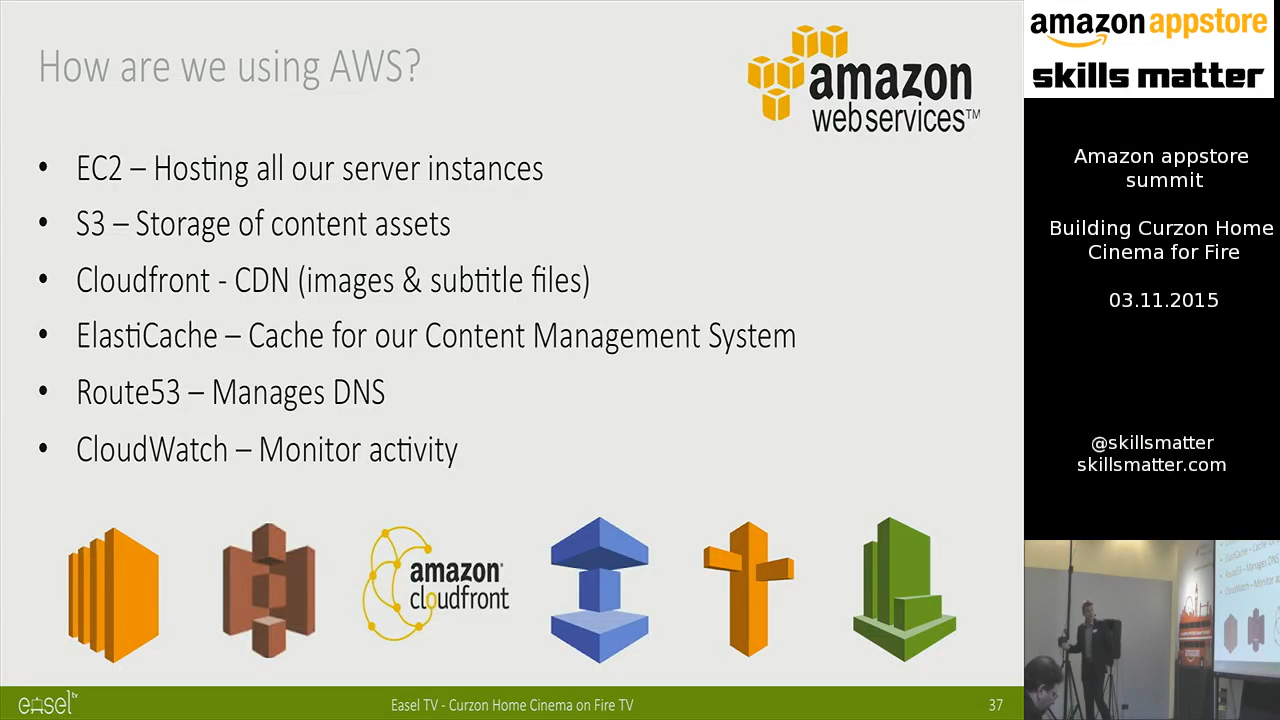 How are we using AWS?
amazon
webservices™
• EC2 – Hosting all our server instances
• S3 – Storage of content assets
• Cloudfront - CDN (images & subtitle files)
• ElastiCache – Cache for our Content Management System
• Route53 – Manages DNS
• CloudWatch – Monitor activity
amazon
cloudfront
easel tv
Easel TV - Curzon Home Cinema on Fire TV
37
amazon appstore
skills matter
Amazon appstore
summit
Building Curzon Home
Cinema for Fire
03.11.2015
@skillsmatter
skillsmatter.com